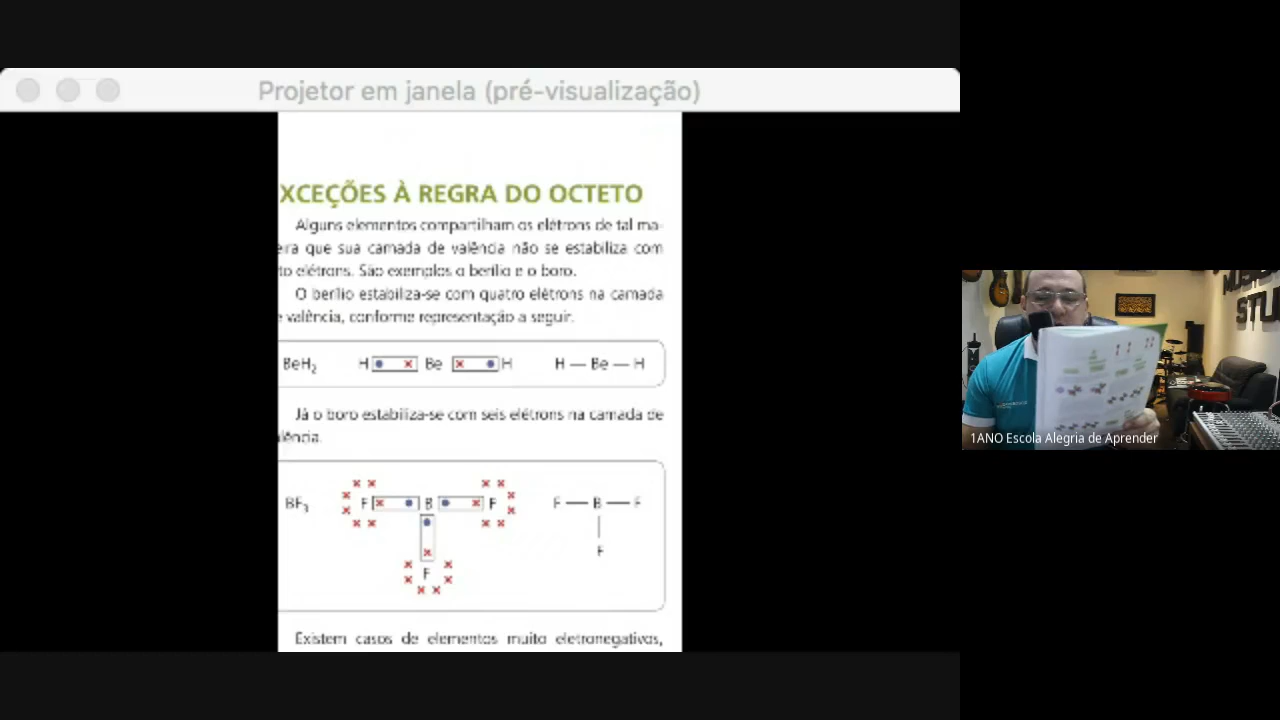 Projetor em janela (pré-visualização)
XCEÇÕES À REGRA DO OCTETO
Alguns elementos compartilham os elétrons de tal ma-
eira que sua camada de valência não se estabiliza com
to elétrons. São exemplos o berílio e o boro.
O berílio estabiliza-se com quatro elétrons na camada
e valência, conforme representação a seguir.
BeH₂ H Be H H — Be — H
Já o boro estabiliza-se com seis elétrons na camada de
lência.
BF₃ F B F F — B — F
F F
Existem casos de elementos muito eletronegativos,
STU
1ANO Escola Alegria de Aprender